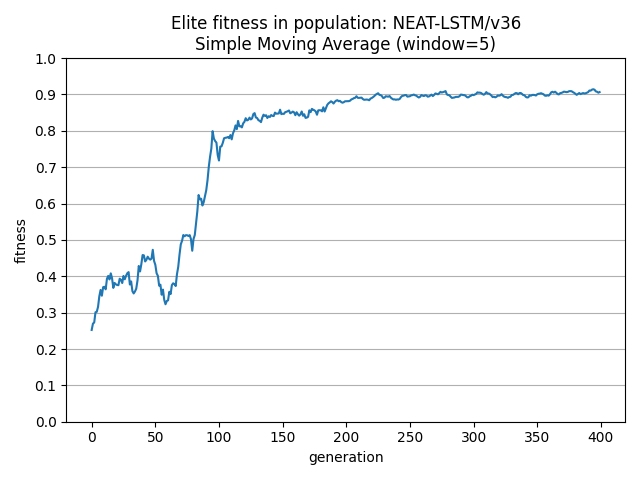 Elite fitness in population: NEAT-LSTM/v36
Simple Moving Average (window=5)
1.0
0.9
0.8
0.7
0.6
0.5
0.4
0.3
0.2
0.1
0.0
fitness
0 50 100 150 200 250 300 350 400
generation